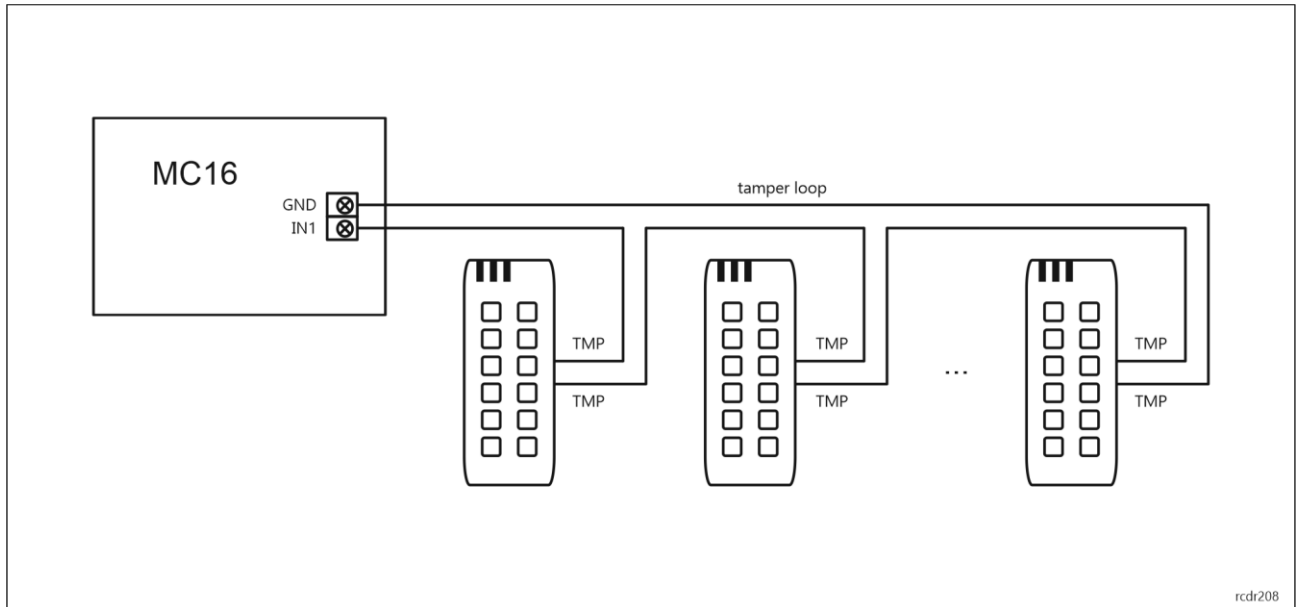 MC16
GND
IN1
tamper loop
TMP
TMP
TMP
TMP
...
TMP
TMP
rcdr208